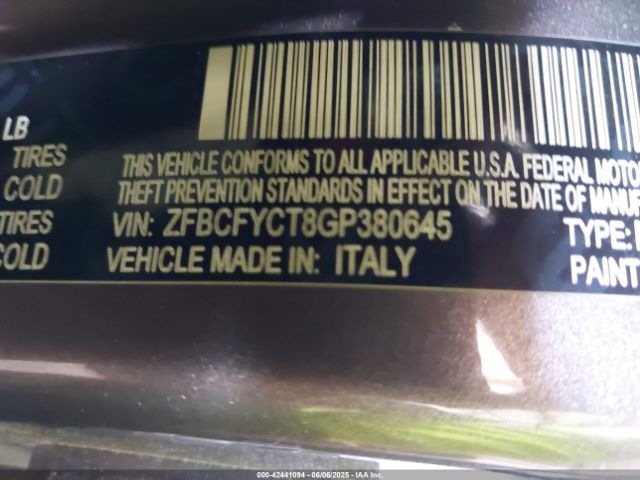 LB
TIRES
COLD
TIRES
COLD
THIS VEHICLE CONFORMS TO ALL APPLICABLE U.S.A. FEDERAL MOTOR
THEFT PREVENTION STANDARDS IN EFFECT ON THE DATE OF MANUF
VIN: ZFBCFYCT8GP380645
TYPE:
VEHICLE MADE IN: ITALY
PAINT
000-42441094 - 06/06/2025 - IAA Inc.